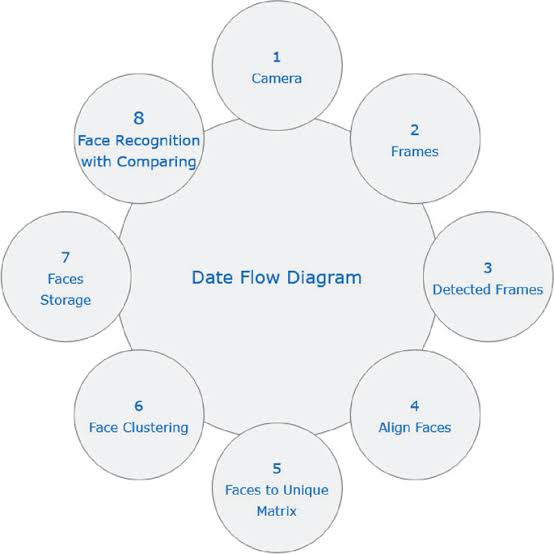 1
Camera
2
Frames
3
Detected Frames
4
Align Faces
5
Faces to Unique
Matrix
6
Face Clustering
7
Faces
Storage
8
Face Recognition
with Comparing
Date Flow Diagram